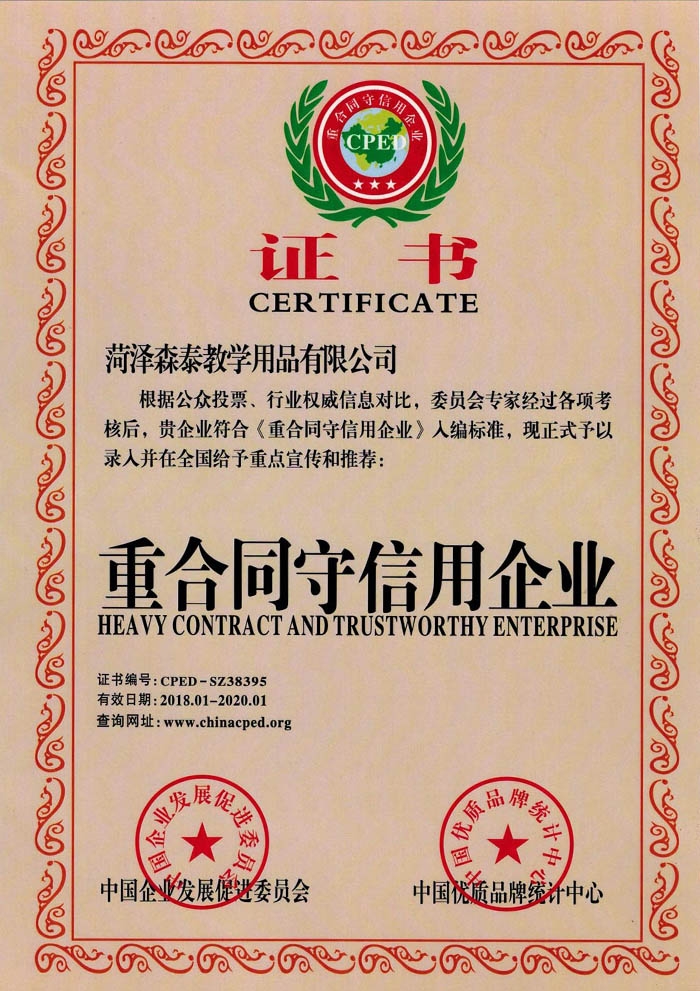 重合同守信用企业
CPED
证书
CERTIFICATE
菏泽森泰教学用品有限公司
根据公众投票、行业权威信息对比，委员会专家经过各项考
核后，贵企业符合《重合同守信用企业》入编标准，现正式予以
录入并在全国给予重点宣传和推荐：
重合同守信用企业
HEAVY CONTRACT AND TRUSTWORTHY ENTERPRISE
证书编号：CPED-SZ38395
有效日期：2018.01-2020.01
查询网址：www.chinacped.org
中国企业发展促进委员会
中国企业发展促进委员会
中国优质品牌统计中心
中国优质品牌统计中心